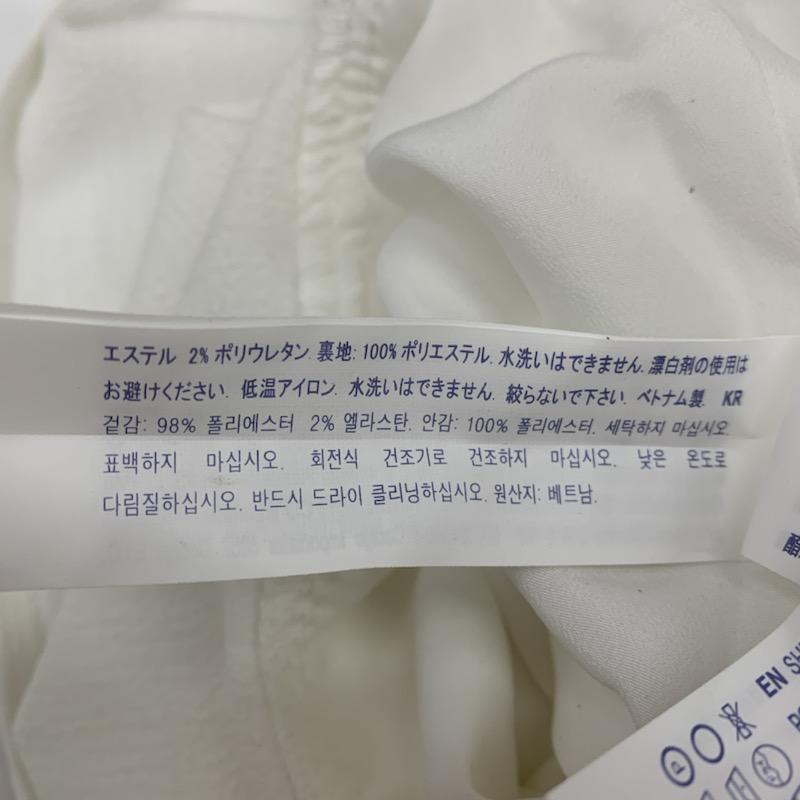 エステル 2% ポリウレタン. 裏地: 100% ポリエステル. 水洗いはできません. 漂白剤の使用は
お避けください. 低温アイロン. 水洗いはできません. 絞らないで下さい. ベトナム製. KR
겉감: 98% 폴리에스터 2% 엘라스탄. 안감: 100% 폴리에스터. 세탁하지 마십시오.
표백하지 마십시오. 회전식 건조기로 건조하지 마십시오. 낮은 온도로
다림질하십시오. 반드시 드라이 클리닝하십시오. 원산지: 베트남.
EN